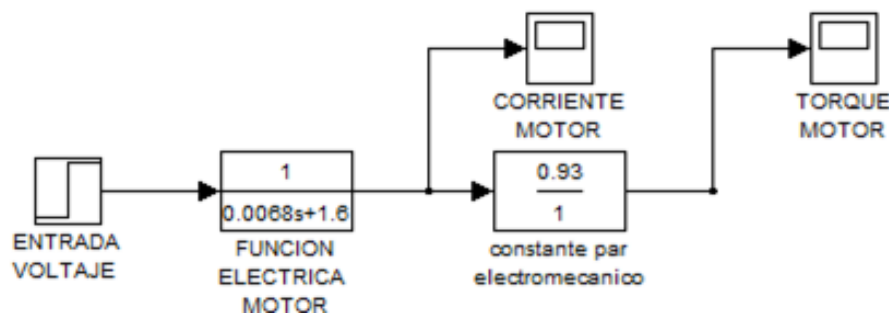 CORRIENTE
MOTOR
TORQUE
MOTOR
1
0.0068s+1.6
0.93
1
ENTRADA
VOLTAJE
FUNCION
ELECTRICA
MOTOR
constante par
electromecanico